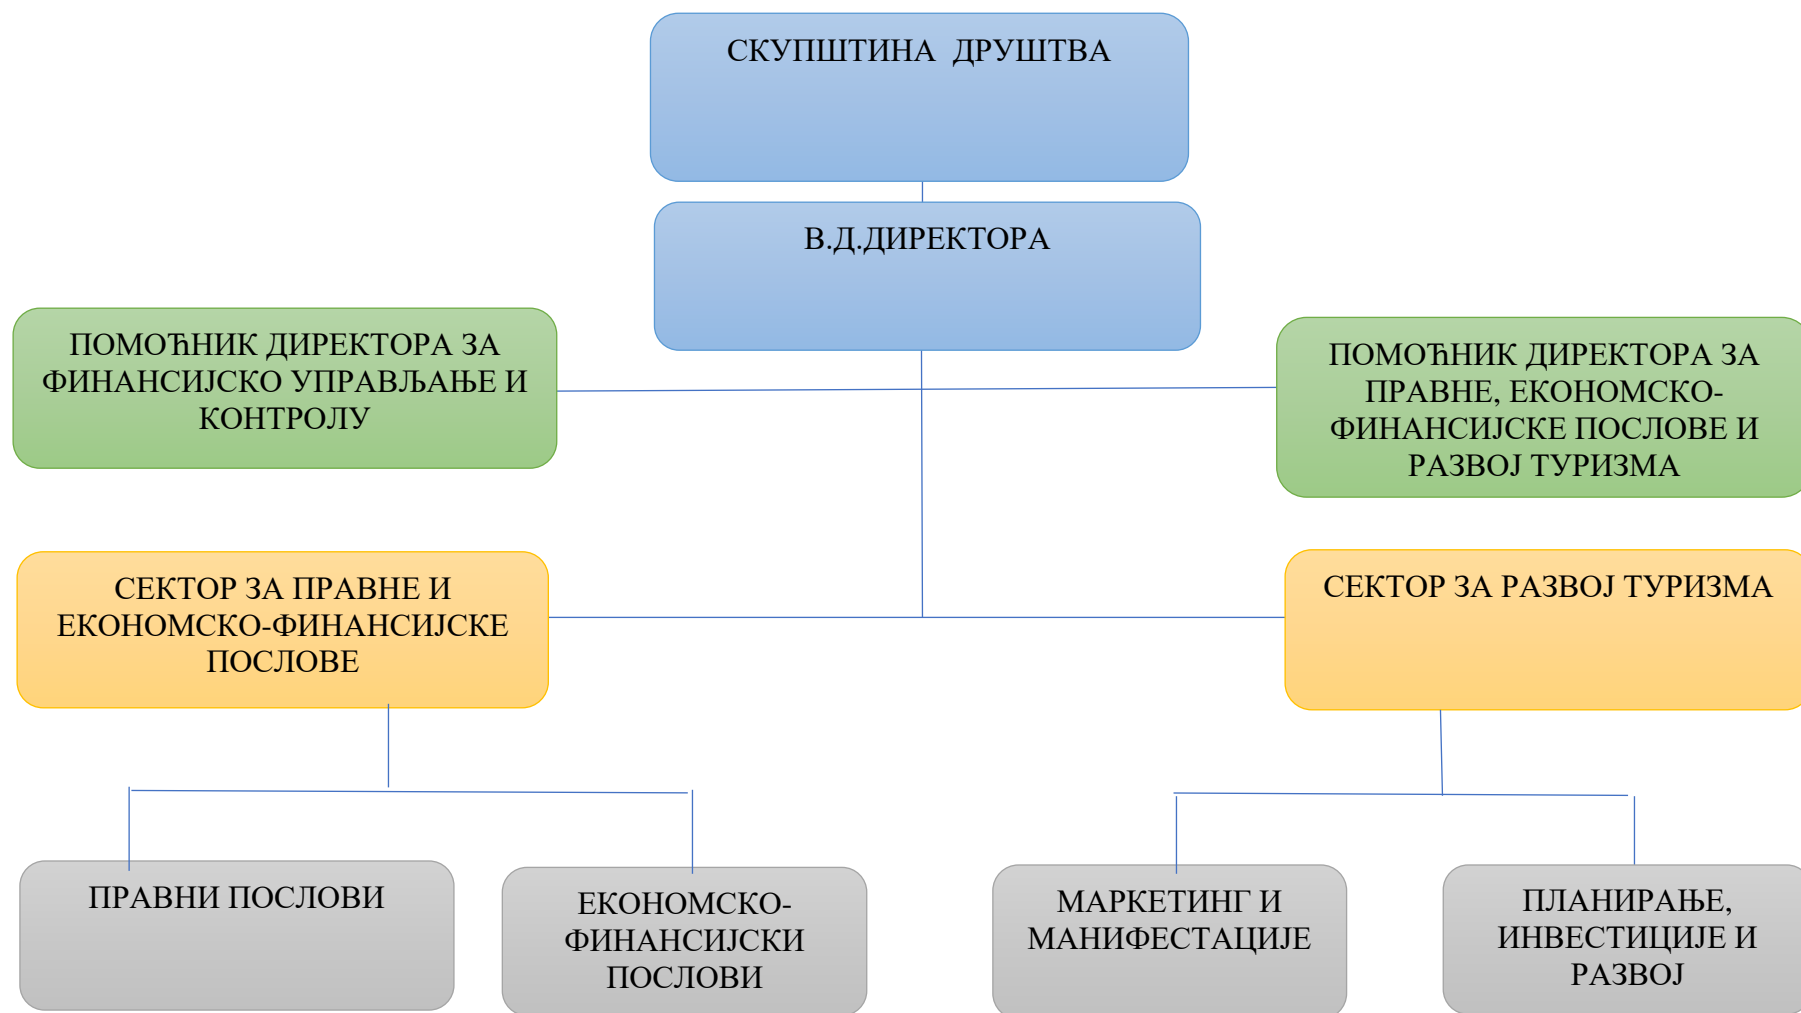 СКУПШТИНА ДРУШТВА
В.Д.ДИРЕКТОРА
ПОМОЋНИК ДИРЕКТОРА ЗА
ФИНАНСИЈСКО УПРАВЉАЊЕ И
КОНТРОЛУ
ПОМОЋНИК ДИРЕКТОРА ЗА
ПРАВНЕ, ЕКОНОМСКО-
ФИНАНСИЈСКЕ ПОСЛОВЕ И
РАЗВОЈ ТУРИЗМА
СЕКТОР ЗА ПРАВНЕ И
ЕКОНОМСКО-ФИНАНСИЈСКЕ
ПОСЛОВЕ
СЕКТОР ЗА РАЗВОЈ ТУРИЗМА
ПРАВНИ ПОСЛОВИ
ЕКОНОМСКО-
ФИНАНСИЈСКИ
ПОСЛОВИ
МАРКЕТИНГ И
МАНИФЕСТАЦИЈЕ
ПЛАНИРАЊЕ,
ИНВЕСТИЦИЈЕ И
РАЗВОЈ